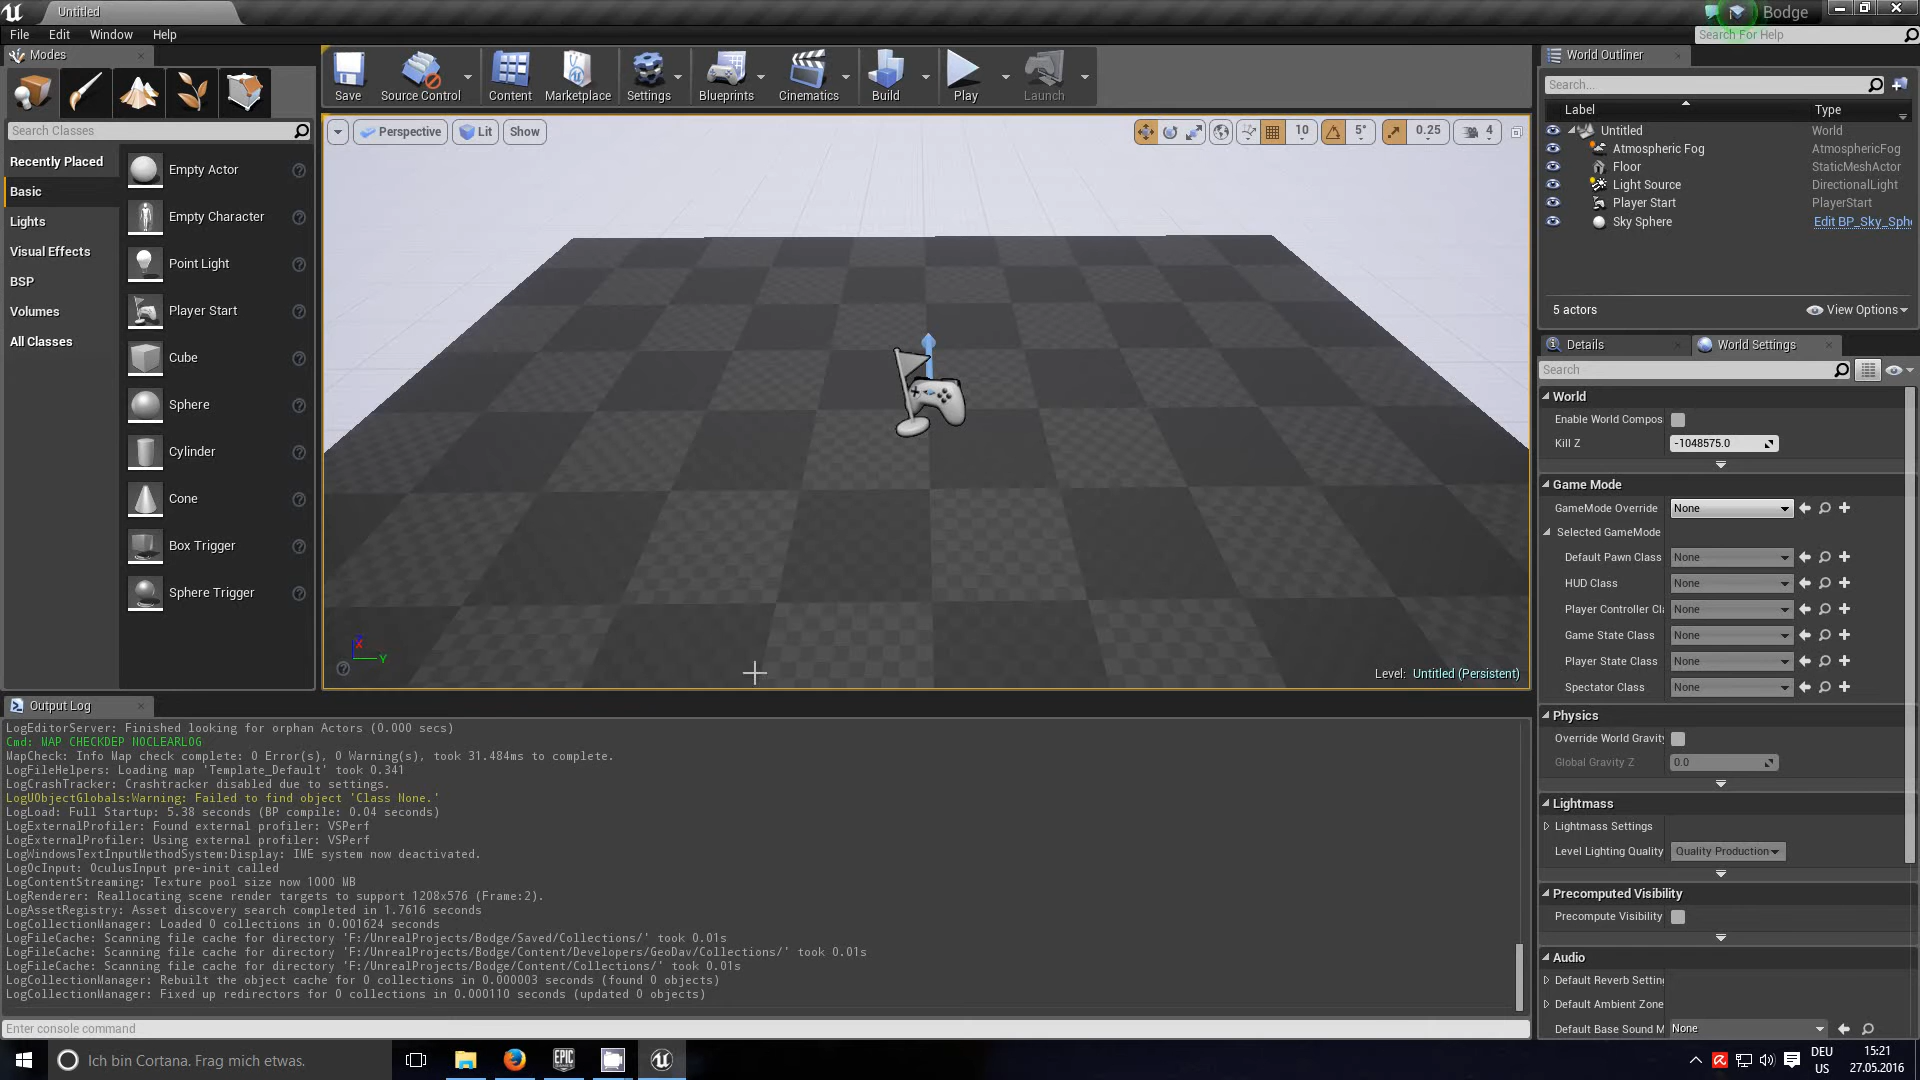 Untitled
Bodge
File Edit Window Help
Search For Help
Modes
Search Classes
Recently Placed
Basic
Lights
Visual Effects
BSP
Volumes
All Classes
Empty Actor
Empty Character
Point Light
Player Start
Cube
Sphere
Cylinder
Cone
Box Trigger
Sphere Trigger
Save
Source Control
Content
Marketplace
Settings
Blueprints
Cinematics
Build
Play
Launch
Perspective Lit Show
10 5° 0.25 4
Z
X
Y
Level: Untitled (Persistent)
World Outliner
Search...
Label Type
Untitled World
Atmospheric Fog AtmosphericFog
Floor StaticMeshActor
Light Source DirectionalLight
Player Start PlayerStart
Sky Sphere Edit BP_Sky_Sphe
5 actors View Options
Details World Settings
Search
World
Enable World Compos
Kill Z -1048575.0
Game Mode
GameMode Override None
Selected GameMode
Default Pawn Class None
HUD Class None
Player Controller Cla None
Game State Class None
Player State Class None
Spectator Class None
Physics
Override World Gravity
Global Gravity Z 0.0
Lightmass
Lightmass Settings
Level Lighting Quality Quality Production
Precomputed Visibility
Precompute Visibility
Audio
Default Reverb Setting
Default Ambient Zone
Default Base Sound M None
Output Log
LogEditorServer: Finished looking for orphan Actors (0.000 secs)
Cmd: MAP CHECKDEP NOCLEARLOG
MapCheck: Info Map check complete: 0 Error(s), 0 Warning(s), took 31.484ms to complete.
LogFileHelpers: Loading map 'Template_Default' took 0.341
LogCrashTracker: Crashtracker disabled due to settings.
LogUObjectGlobals:Warning: Failed to find object 'Class None.'
LogLoad: Full Startup: 5.38 seconds (BP compile: 0.04 seconds)
LogExternalProfiler: Found external profiler: VSPerf
LogExternalProfiler: Using external profiler: VSPerf
LogWindowsTextInputMethodSystem:Display: IME system now deactivated.
LogOcInput: OculusInput pre-init called
LogContentStreaming: Texture pool size now 1000 MB
LogRenderer: Reallocating scene render targets to support 1208x576 (Frame:2).
LogAssetRegistry: Asset discovery search completed in 1.7616 seconds
LogCollectionManager: Loaded 0 collections in 0.001624 seconds
LogFileCache: Scanning file cache for directory 'F:/UnrealProjects/Bodge/Saved/Collections/' took 0.01s
LogFileCache: Scanning file cache for directory 'F:/UnrealProjects/Bodge/Content/Developers/GeoDav/Collections/' took 0.01s
LogFileCache: Scanning file cache for directory 'F:/UnrealProjects/Bodge/Content/Collections/' took 0.01s
LogCollectionManager: Rebuilt the object cache for 0 collections in 0.000003 seconds (found 0 objects)
LogCollectionManager: Fixed up redirectors for 0 collections in 0.000110 seconds (updated 0 objects)
Enter console command
Ich bin Cortana. Frag mich etwas.
EPIC
GAMES
DEU
US
15:21
27.05.2016